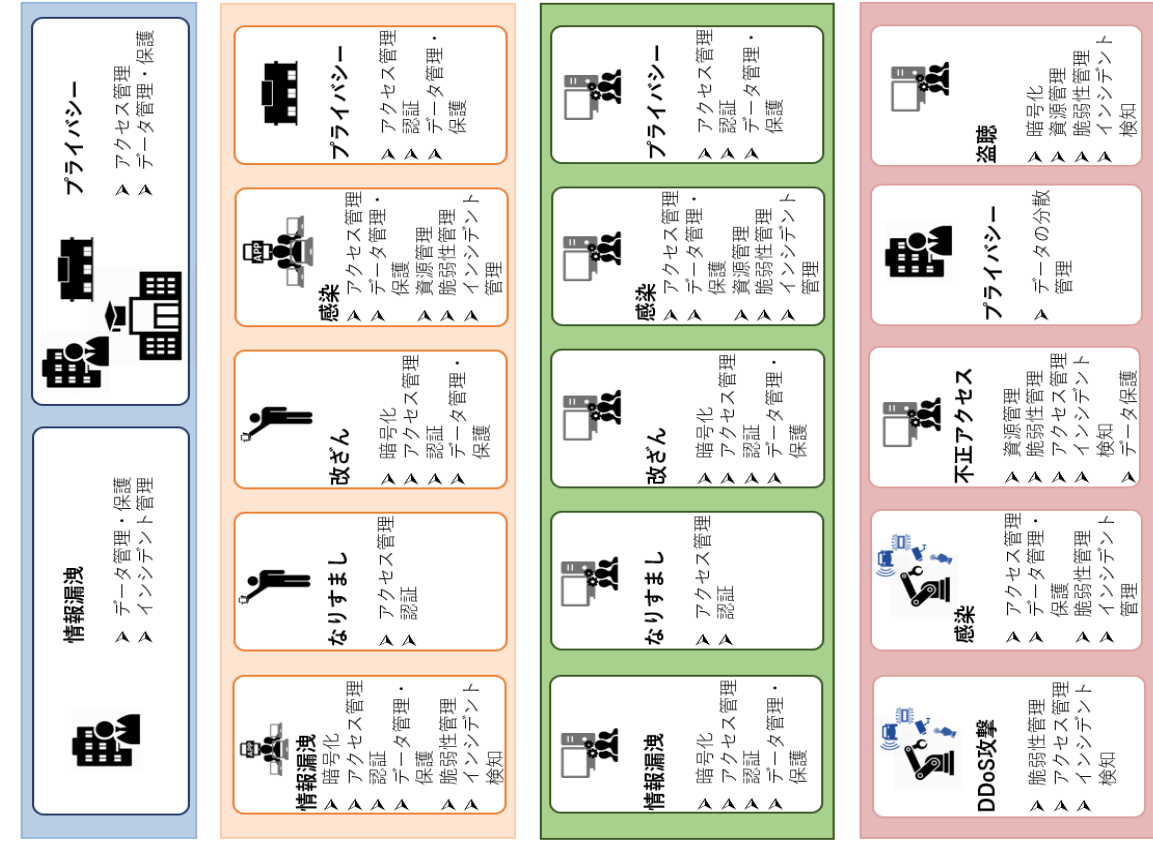 情報漏洩
➤ データ管理・保護
➤ インシデント管理
プライバシー
➤ アクセス管理
➤ データ管理・保護
APP
情報漏洩
➤ 暗号化
➤ アクセス管理
➤ 認証
➤ データ管理・
保護
➤ 脆弱性管理
➤ インシデント
検知
なりすまし
➤ アクセス管理
➤ 認証
改ざん
➤ 暗号化
➤ アクセス管理
➤ 認証
➤ データ管理・
保護
APP
感染
➤ アクセス管理
➤ データ管理・
保護
➤ 資源管理
➤ 脆弱性管理
➤ インシデント
管理
プライバシー
➤ アクセス管理
➤ 認証
➤ データ管理・
保護
情報漏洩
➤ 暗号化
➤ アクセス管理
➤ 認証
➤ データ管理・
保護
なりすまし
➤ アクセス管理
➤ 認証
改ざん
➤ 暗号化
➤ アクセス管理
➤ 認証
➤ データ管理・
保護
感染
➤ アクセス管理
➤ データ管理・
保護
➤ 資源管理
➤ 脆弱性管理
➤ インシデント
管理
プライバシー
➤ アクセス管理
➤ 認証
➤ データ管理・
保護
DDoS攻撃
➤ 脆弱性管理
➤ アクセス管理
➤ インシデント
検知
感染
➤ アクセス管理
➤ データ管理・
保護
➤ 脆弱性管理
➤ インシデント
管理
不正アクセス
➤ 資源管理
➤ 脆弱性管理
➤ アクセス管理
➤ インシデント
検知
➤ データ保護
プライバシー
➤ データの分散
管理
盗聴
➤ 暗号化
➤ 資源管理
➤ 脆弱性管理
➤ インシデント
検知